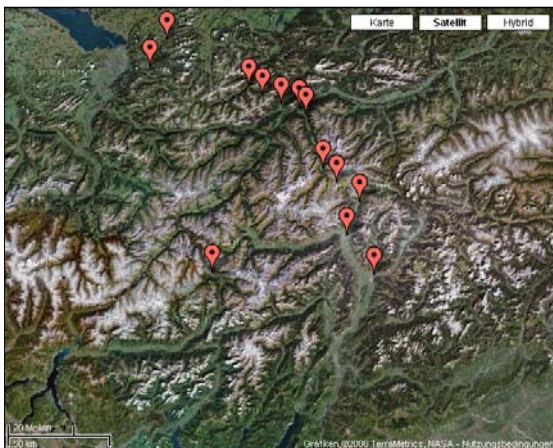 Karte
Satellit
Hybrid
20 Meilen
50 km
Grafiken ©2006 TerraMetrics, NASA - Nutzungsbedingungen